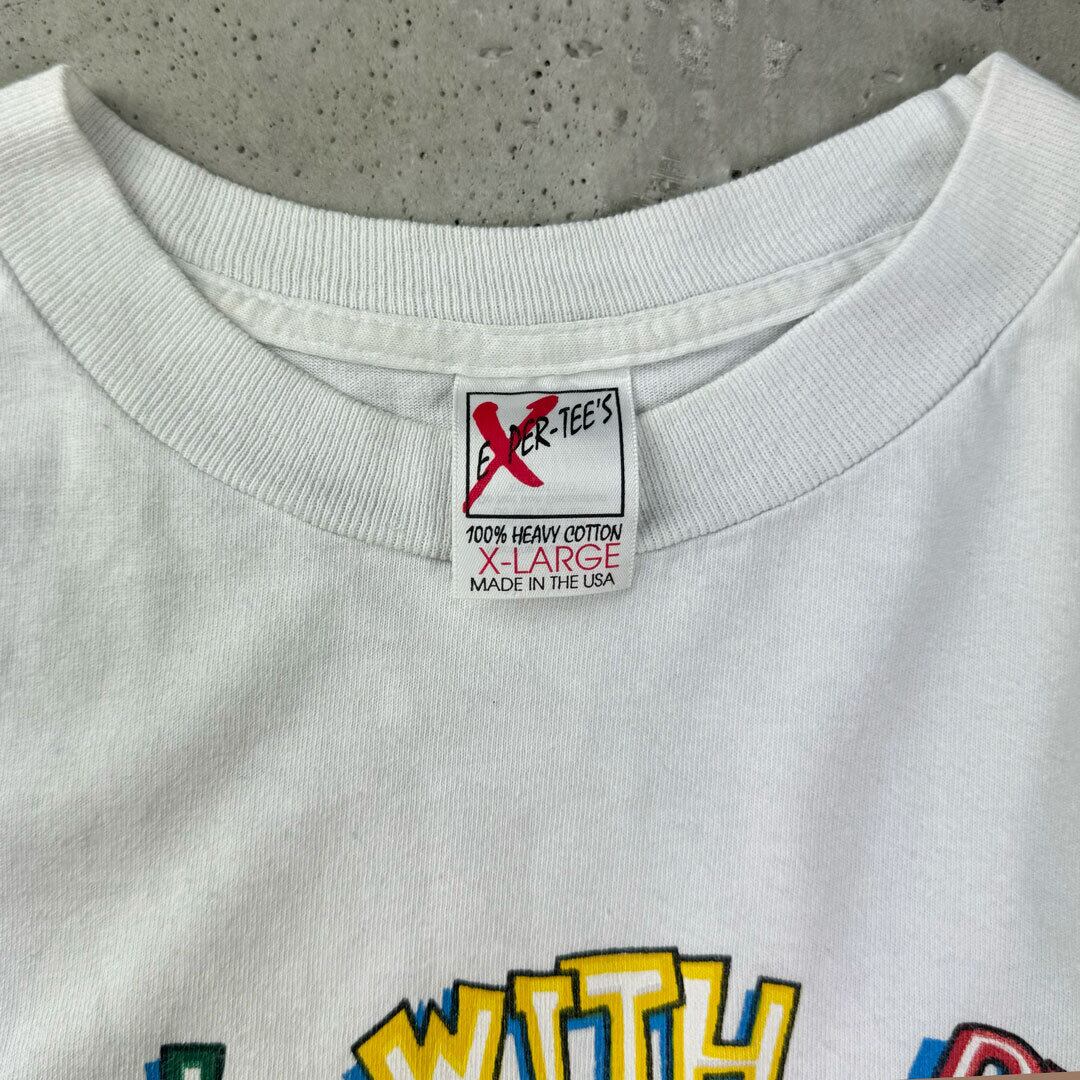 EXPER-TEE'S
100% HEAVY COTTON
X-LARGE
MADE IN THE USA
WITH